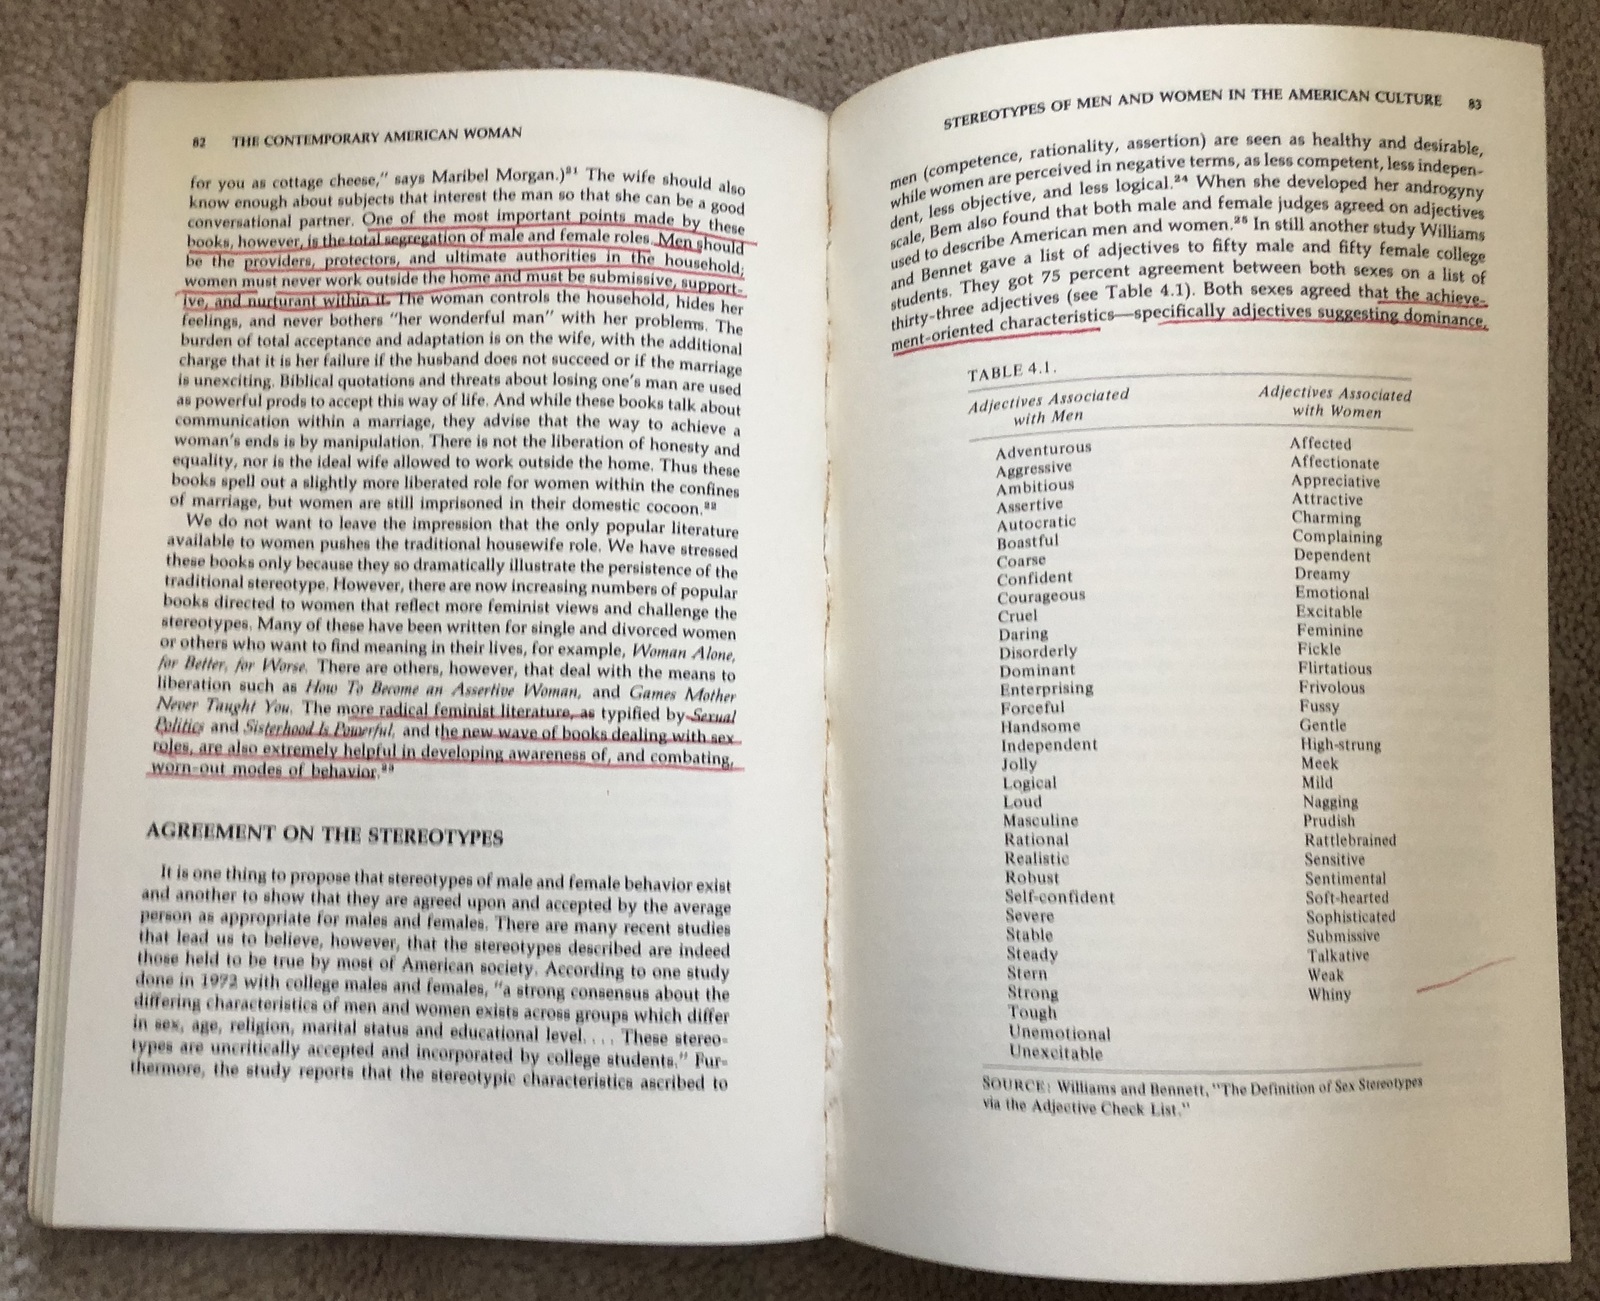 82 THE CONTEMPORARY AMERICAN WOMAN
for you as cottage cheese," says Maribel Morgan.)²¹ The wife should also
know enough about subjects that interest the man so that she can be a good
conversational partner. One of the most important points made by these
books, however, is the total segregation of male and female roles. Men should
be the providers, protectors, and ultimate authorities in the household;
women must never work outside the home and must be submissive, support-
ive, and nurturant within it. The woman controls the household, hides her
feelings, and never bothers "her wonderful man" with her problems. The
burden of total acceptance and adaptation is on the wife, with the additional
charge that it is her failure if the husband does not succeed or if the marriage
is unexciting. Biblical quotations and threats about losing one's man are used
as powerful prods to accept this way of life. And while these books talk about
communication within a marriage, they advise that the way to achieve a
woman's ends is by manipulation. There is not the liberation of honesty and
equality, nor is the ideal wife allowed to work outside the home. Thus these
books spell out a slightly more liberated role for women within the confines
of marriage, but women are still imprisoned in their domestic cocoon.²²
We do not want to leave the impression that the only popular literature
available to women pushes the traditional housewife role. We have stressed
these books only because they so dramatically illustrate the persistence of the
traditional stereotype. However, there are now increasing numbers of popular
books directed to women that reflect more feminist views and challenge the
stereotypes. Many of these have been written for single and divorced women
or others who want to find meaning in their lives, for example, Woman Alone,
for Better, for Worse. There are others, however, that deal with the means to
liberation such as How To Become an Assertive Woman, and Games Mother
Never Taught You. The more radical feminist literature, as typified by Sexual
Politics and Sisterhood Is Powerful, and the new wave of books dealing with sex
roles, are also extremely helpful in developing awareness of, and combating,
worn-out modes of behavior.²³
AGREEMENT ON THE STEREOTYPES
It is one thing to propose that stereotypes of male and female behavior exist
and another to show that they are agreed upon and accepted by the average
person as appropriate for males and females. There are many recent studies
that lead us to believe, however, that the stereotypes described are indeed
those held to be true by most of American society. According to one study
done in 1972 with college males and females, "a strong consensus about the
differing characteristics of men and women exists across groups which differ
in sex, age, religion, marital status and educational level. . . . These stereo-
types are uncritically accepted and incorporated by college students." Fur-
thermore, the study reports that the stereotypic characteristics ascribed to
STEREOTYPES OF MEN AND WOMEN IN THE AMERICAN CULTURE 83
men (competence, rationality, assertion) are seen as healthy and desirable,
while women are perceived in negative terms, as less competent, less indepen-
dent, less objective, and less logical.²⁴ When she developed her androgyny
scale, Bem also found that both male and female judges agreed on adjectives
used to describe American men and women.²⁵ In still another study Williams
and Bennet gave a list of adjectives to fifty male and fifty female college
students. They got 75 percent agreement between both sexes on a list of
thirty-three adjectives (see Table 4.1). Both sexes agreed that the achieve-
ment-oriented characteristics—specifically adjectives suggesting dominance,
TABLE 4.1.
Adjectives Associated
with Men
Adjectives Associated
with Women
Adventurous
Aggressive
Ambitious
Assertive
Autocratic
Boastful
Coarse
Confident
Courageous
Cruel
Daring
Disorderly
Dominant
Enterprising
Forceful
Handsome
Independent
Jolly
Logical
Loud
Masculine
Rational
Realistic
Robust
Self-confident
Severe
Stable
Steady
Stern
Strong
Tough
Unemotional
Unexcitable
Affected
Affectionate
Appreciative
Attractive
Charming
Complaining
Dependent
Dreamy
Emotional
Excitable
Feminine
Fickle
Flirtatious
Frivolous
Fussy
Gentle
High-strung
Meek
Mild
Nagging
Prudish
Rattlebrained
Sensitive
Sentimental
Soft-hearted
Sophisticated
Submissive
Talkative
Weak
Whiny
SOURCE: Williams and Bennett, "The Definition of Sex Stereotypes
via the Adjective Check List."